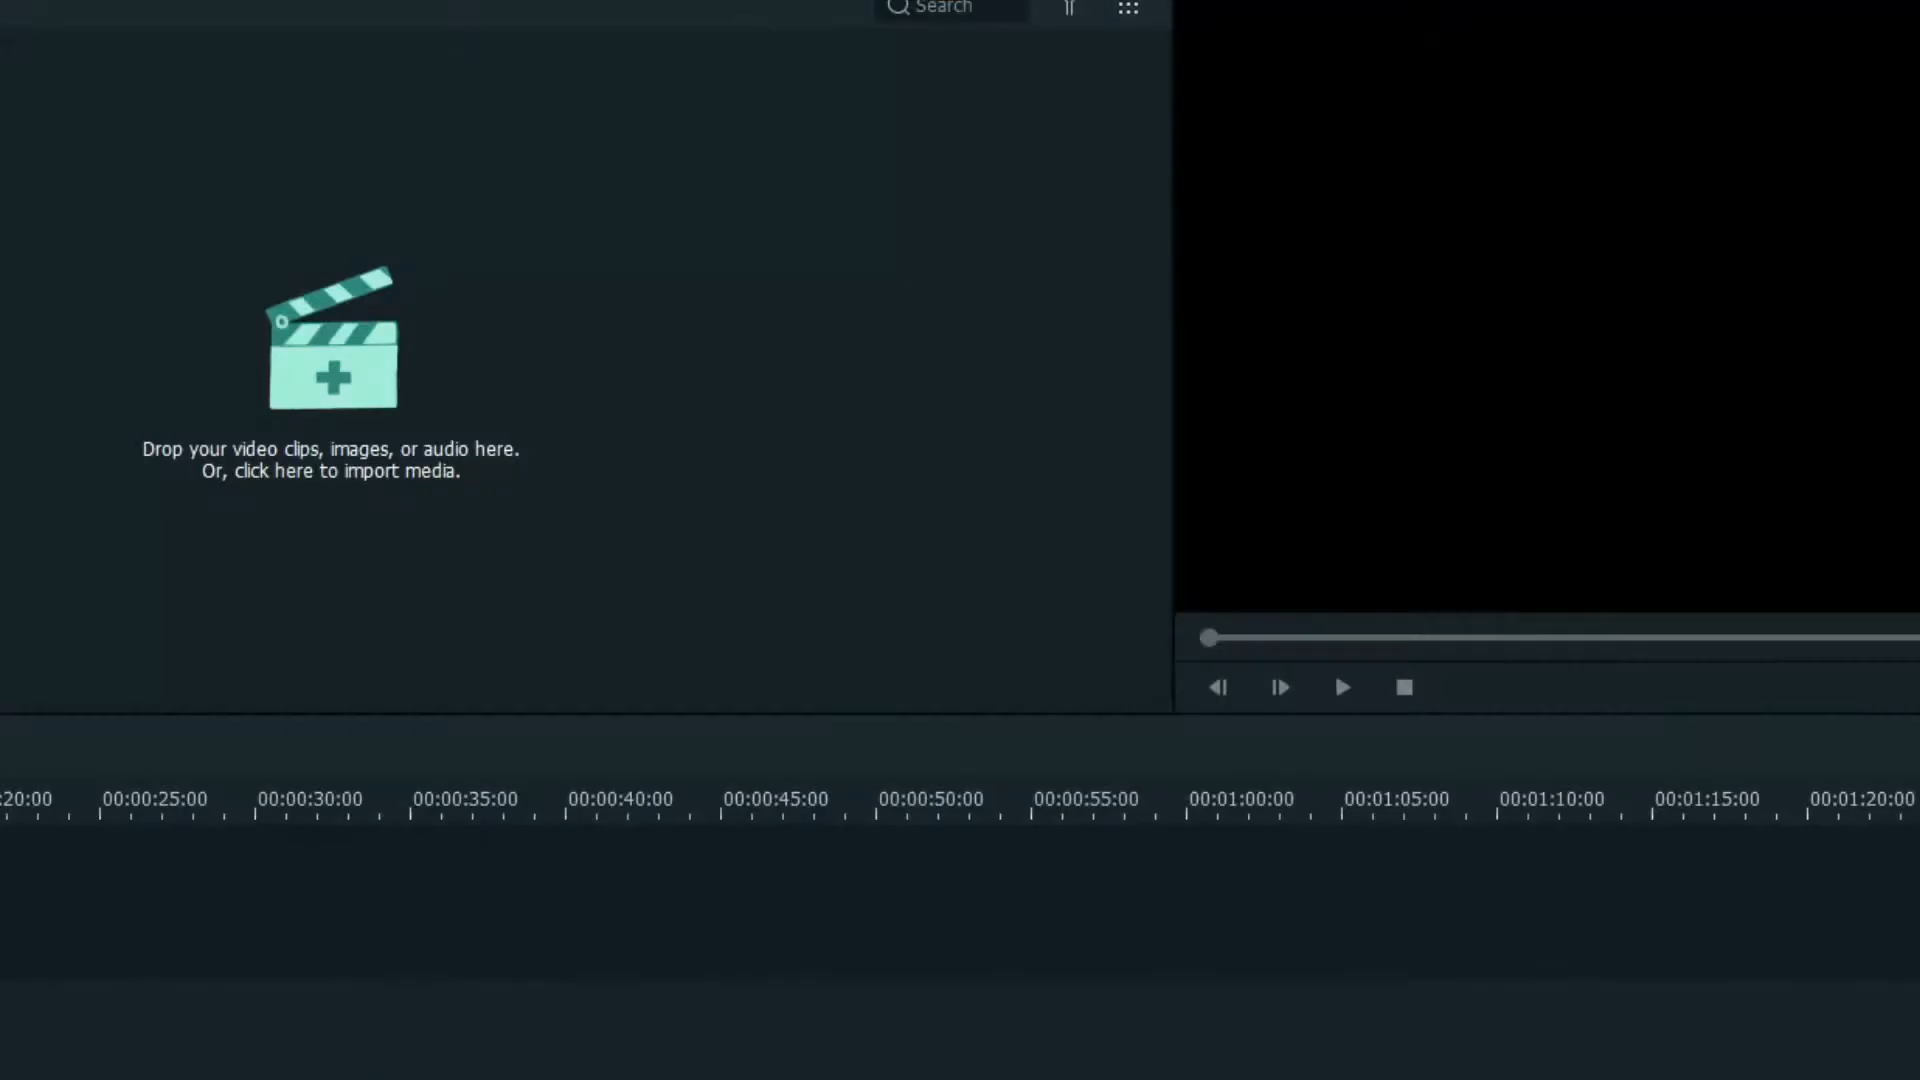 Search
Drop your video clips, images, or audio here.
Or, click here to import media.
:20:00 00:00:25:00 00:00:30:00 00:00:35:00 00:00:40:00 00:00:45:00 00:00:50:00 00:00:55:00 00:01:00:00 00:01:05:00 00:01:10:00 00:01:15:00 00:01:20:00